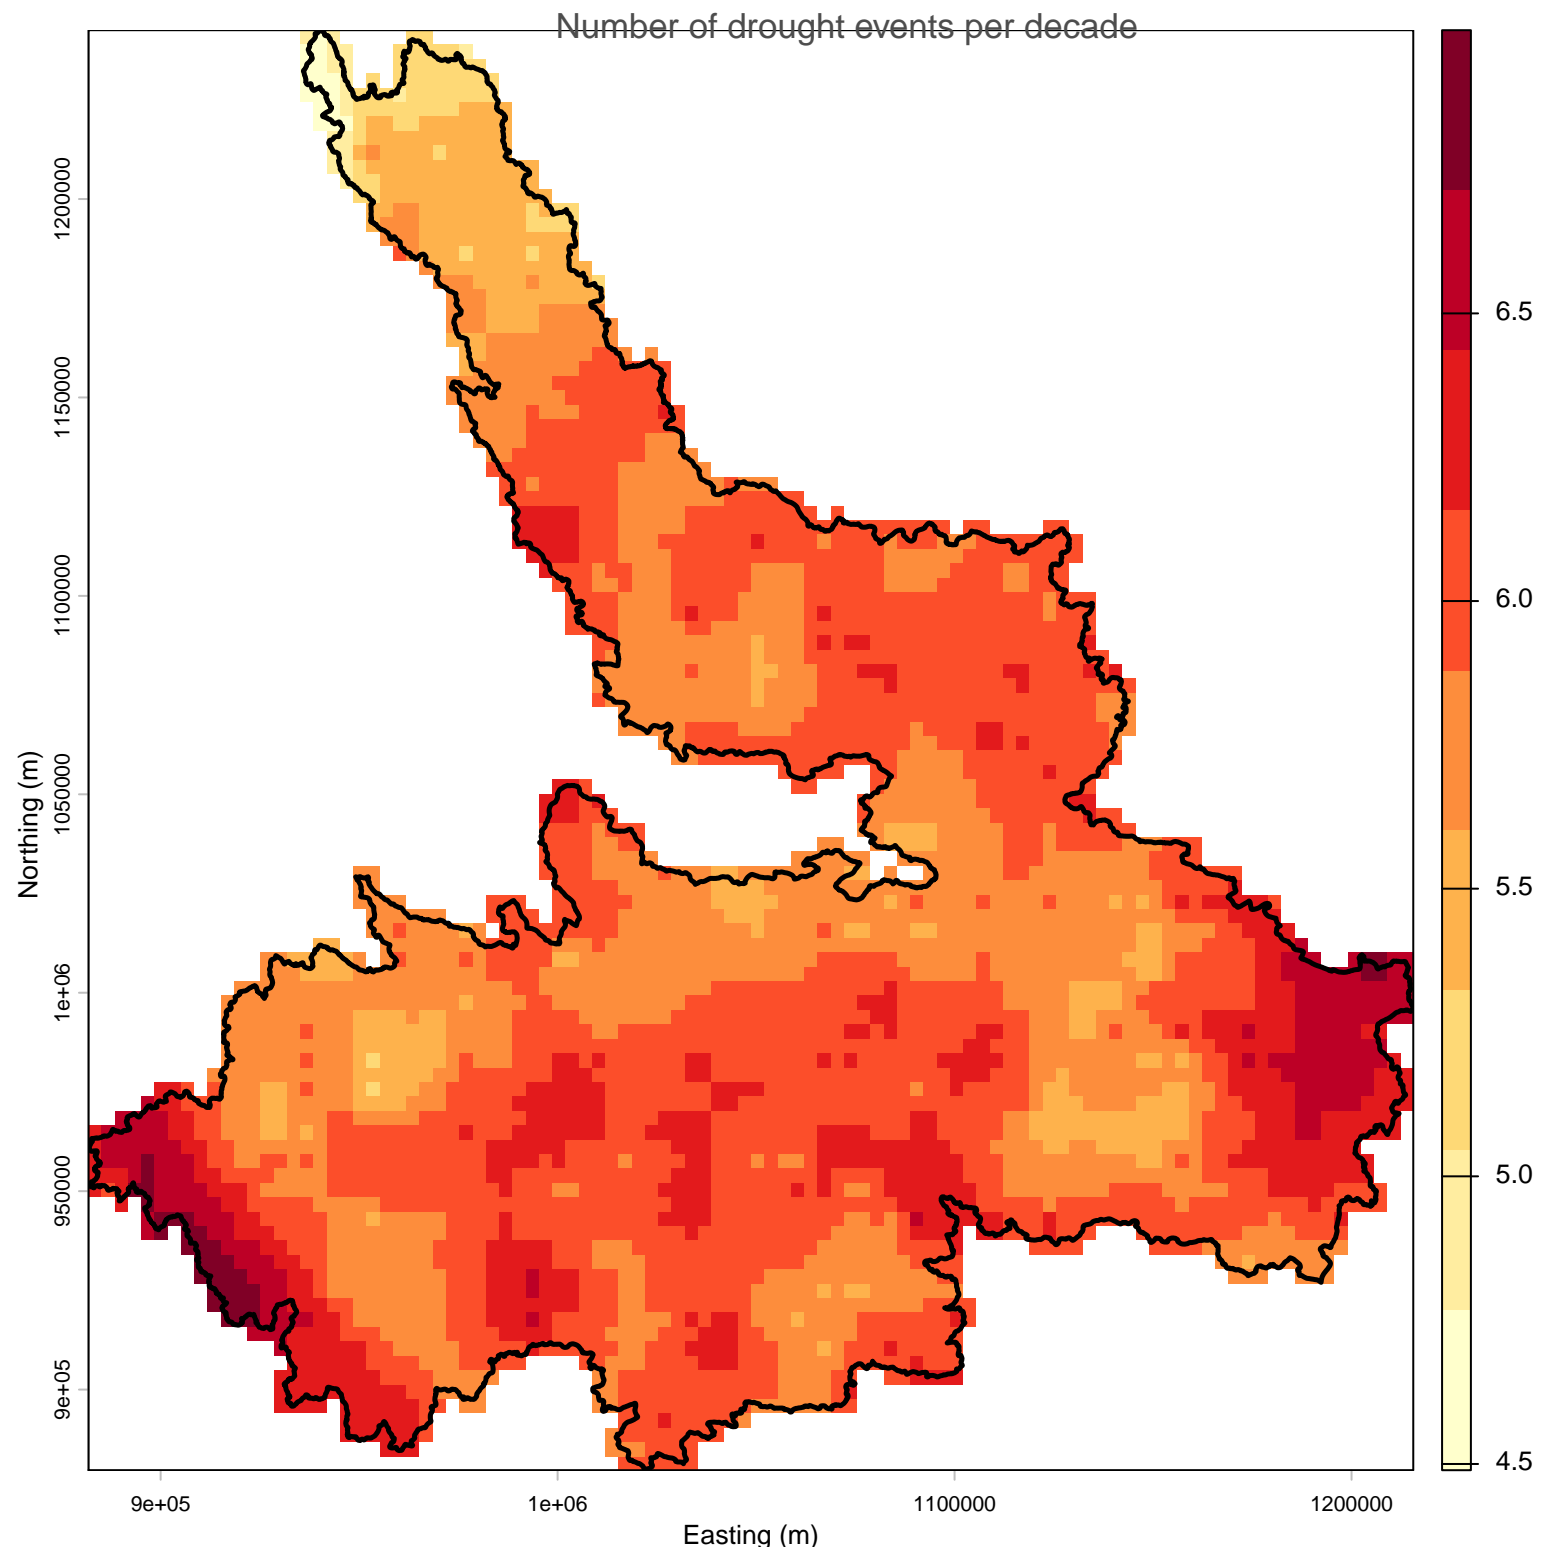 Number of drought events per decade
1200000
1150000
1100000
1050000
1e+06
950000
9e+05
Northing (m)
9e+05
1e+06
1100000
1200000
Easting (m)
6.5
6.0
5.5
5.0
4.5